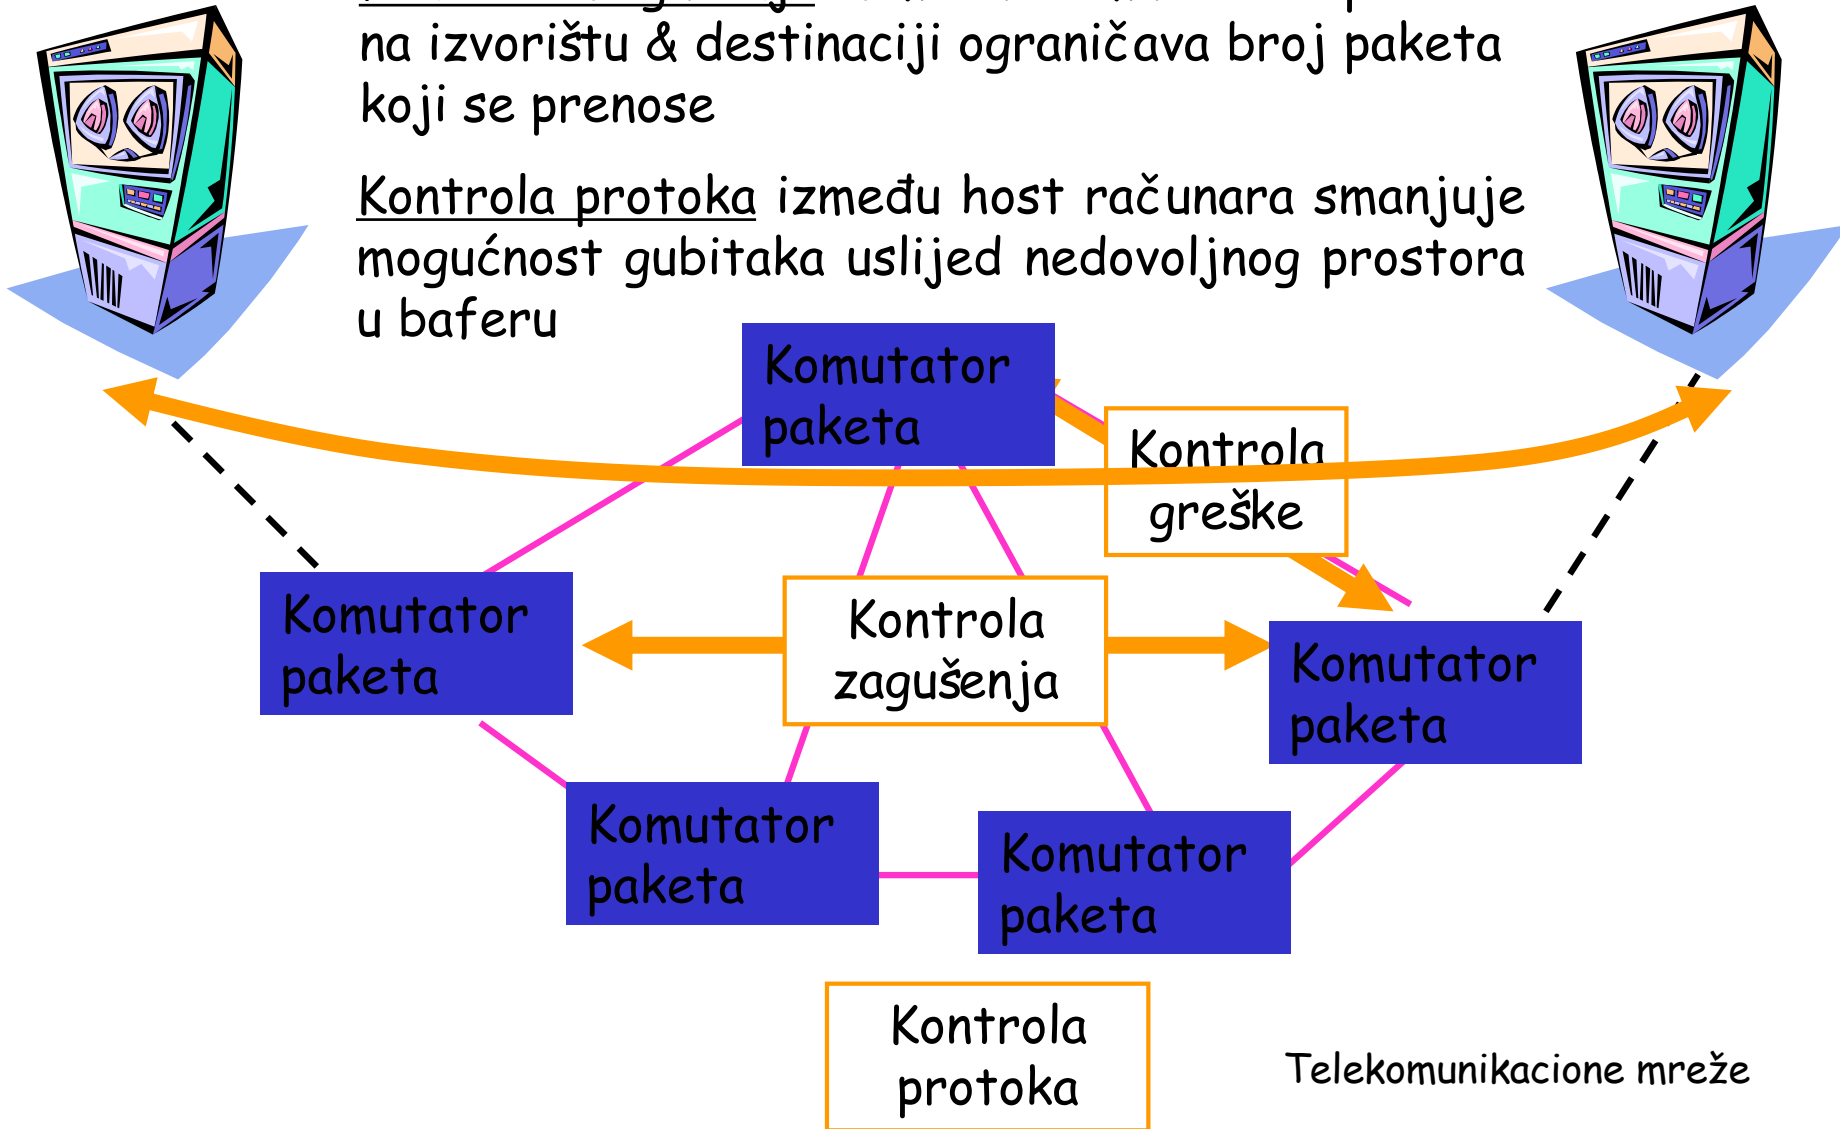 na izvorištu & destinaciji ograničava broj paketa
koji se prenose
Kontrola protoka između host računara smanjuje
mogućnost gubitaka uslijed nedovoljnog prostora
u baferu
Komutator
paketa
Kontrola
greške
Komutator
paketa
Kontrola
zagušenja
Komutator
paketa
Komutator
paketa
Komutator
paketa
Kontrola
protoka
Telekomunikacione mreže